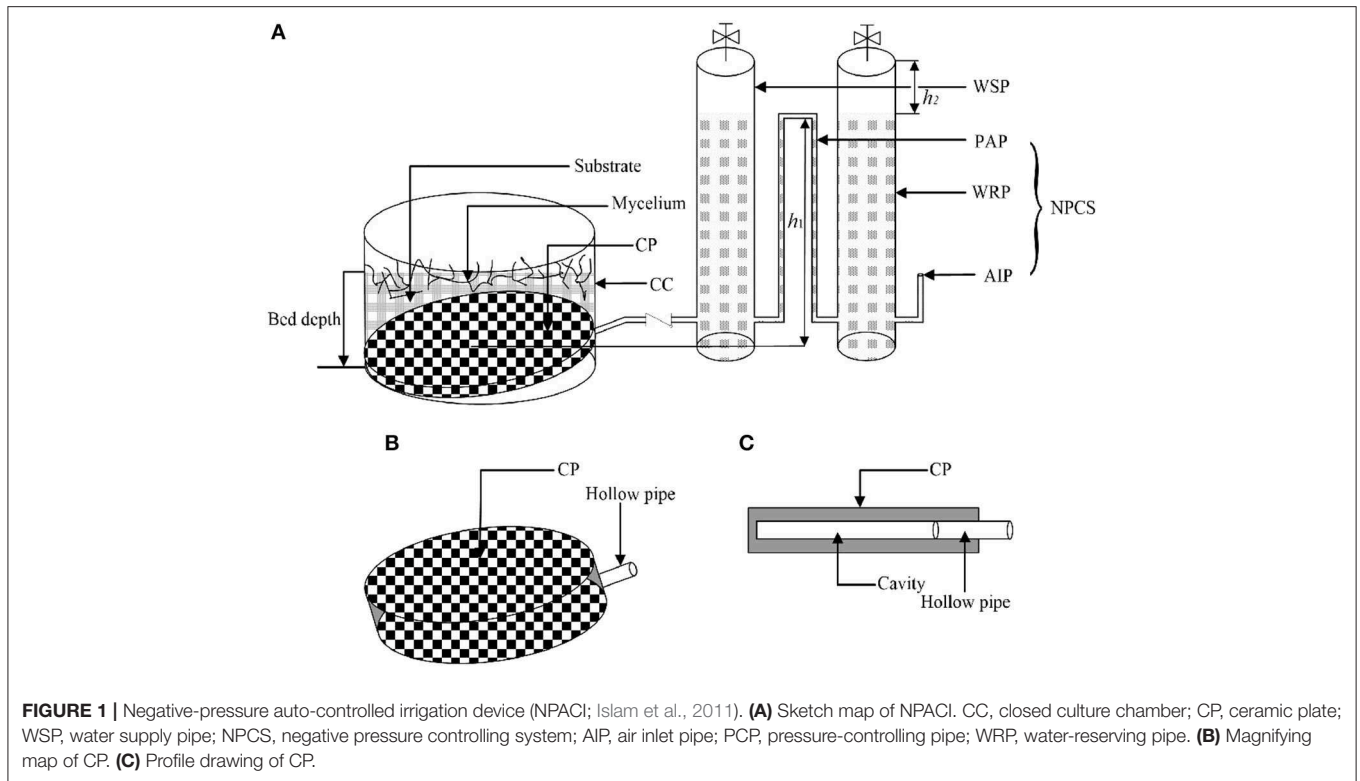 A
WSP
h2
PAP
Substrate
Mycelium
WRP
NPCS
CP
h1
CC
AIP
Bed depth
B
C
CP
CP
Hollow pipe
Cavity
Hollow pipe
FIGURE 1 | Negative-pressure auto-controlled irrigation device (NPACI; Islam et al., 2011). (A) Sketch map of NPACI. CC, closed culture chamber; CP, ceramic plate;
WSP, water supply pipe; NPCS, negative pressure controlling system; AIP, air inlet pipe; PCP, pressure-controlling pipe; WRP, water-reserving pipe. (B) Magnifying
map of CP. (C) Profile drawing of CP.